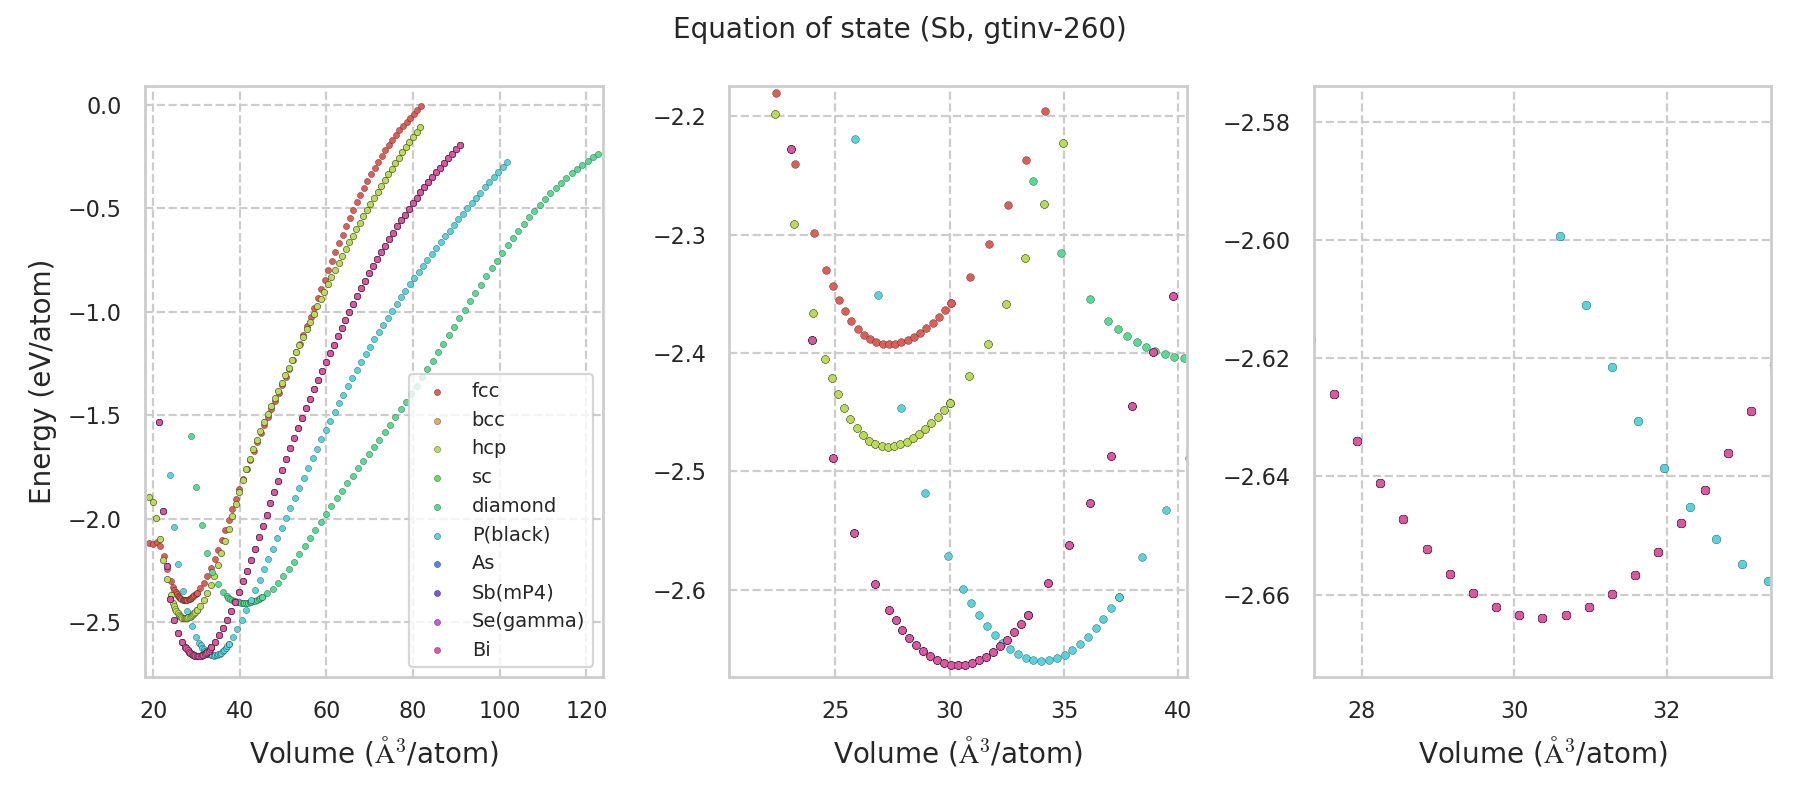 Equation of state (Sb, gtinv-260)
Energy (eV/atom)
0.0
−0.5
−1.0
−1.5
−2.0
−2.5
20 40 60 80 100 120
Volume (Å³/atom)
fcc
bcc
hcp
sc
diamond
P(black)
As
Sb(mP4)
Se(gamma)
Bi
−2.2
−2.3
−2.4
−2.5
−2.6
25 30 35 40
Volume (Å³/atom)
−2.58
−2.60
−2.62
−2.64
−2.66
28 30 32
Volume (Å³/atom)